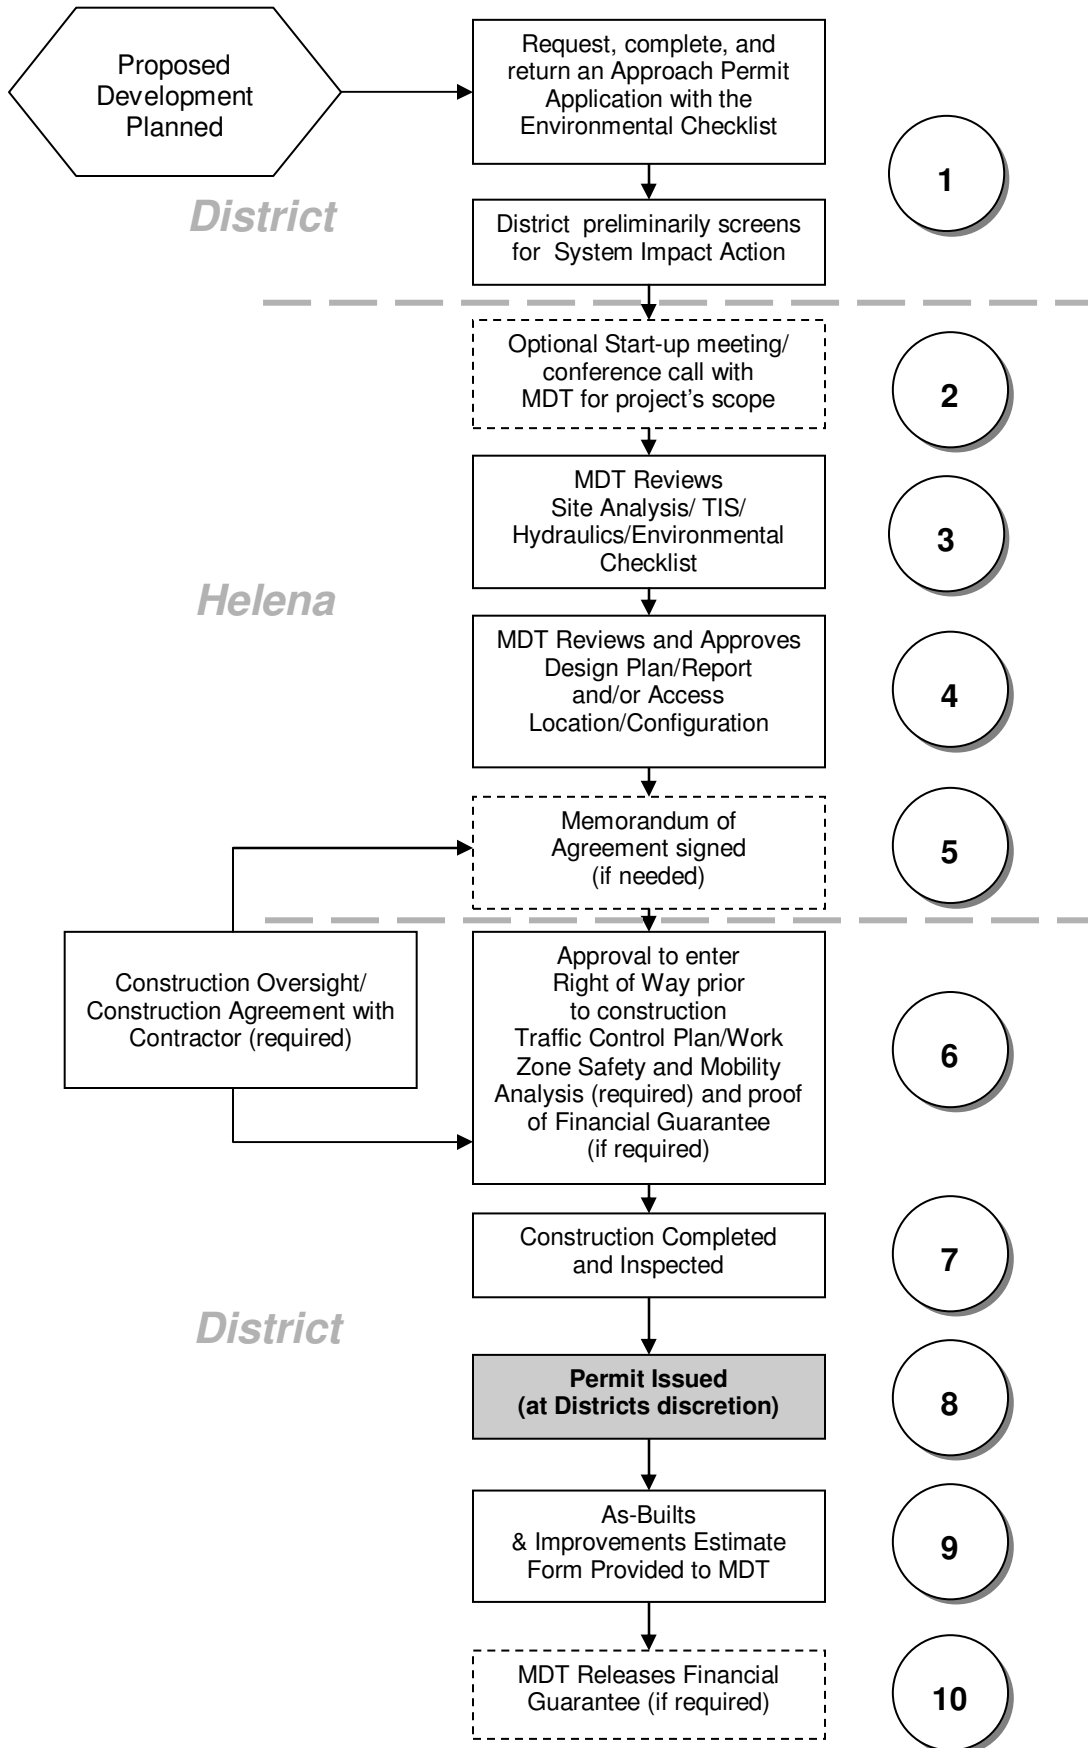 Proposed
Development
Planned
Request, complete, and
return an Approach Permit
Application with the
Environmental Checklist
1
District
District preliminarily screens
for System Impact Action
Optional Start-up meeting/
conference call with
MDT for project's scope
2
MDT Reviews
Site Analysis/ TIS/
Hydraulics/Environmental
Checklist
3
Helena
MDT Reviews and Approves
Design Plan/Report
and/or Access
Location/Configuration
4
Memorandum of
Agreement signed
(if needed)
5
Construction Oversight/
Construction Agreement with
Contractor (required)
Approval to enter
Right of Way prior
to construction
Traffic Control Plan/Work
Zone Safety and Mobility
Analysis (required) and proof
of Financial Guarantee
(if required)
6
Construction Completed
and Inspected
7
District
Permit Issued
(at Districts discretion)
8
As-Builts
& Improvements Estimate
Form Provided to MDT
9
MDT Releases Financial
Guarantee (if required)
10